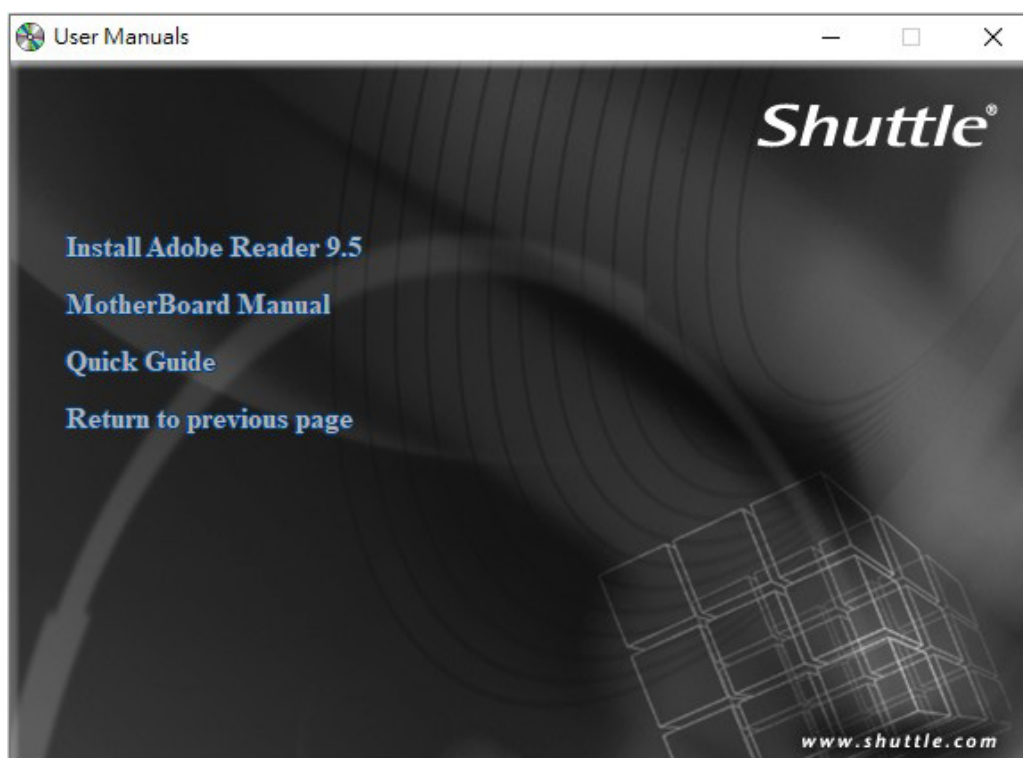 User Manuals
Shuttle®
Install Adobe Reader 9.5
MotherBoard Manual
Quick Guide
Return to previous page
www.shuttle.com